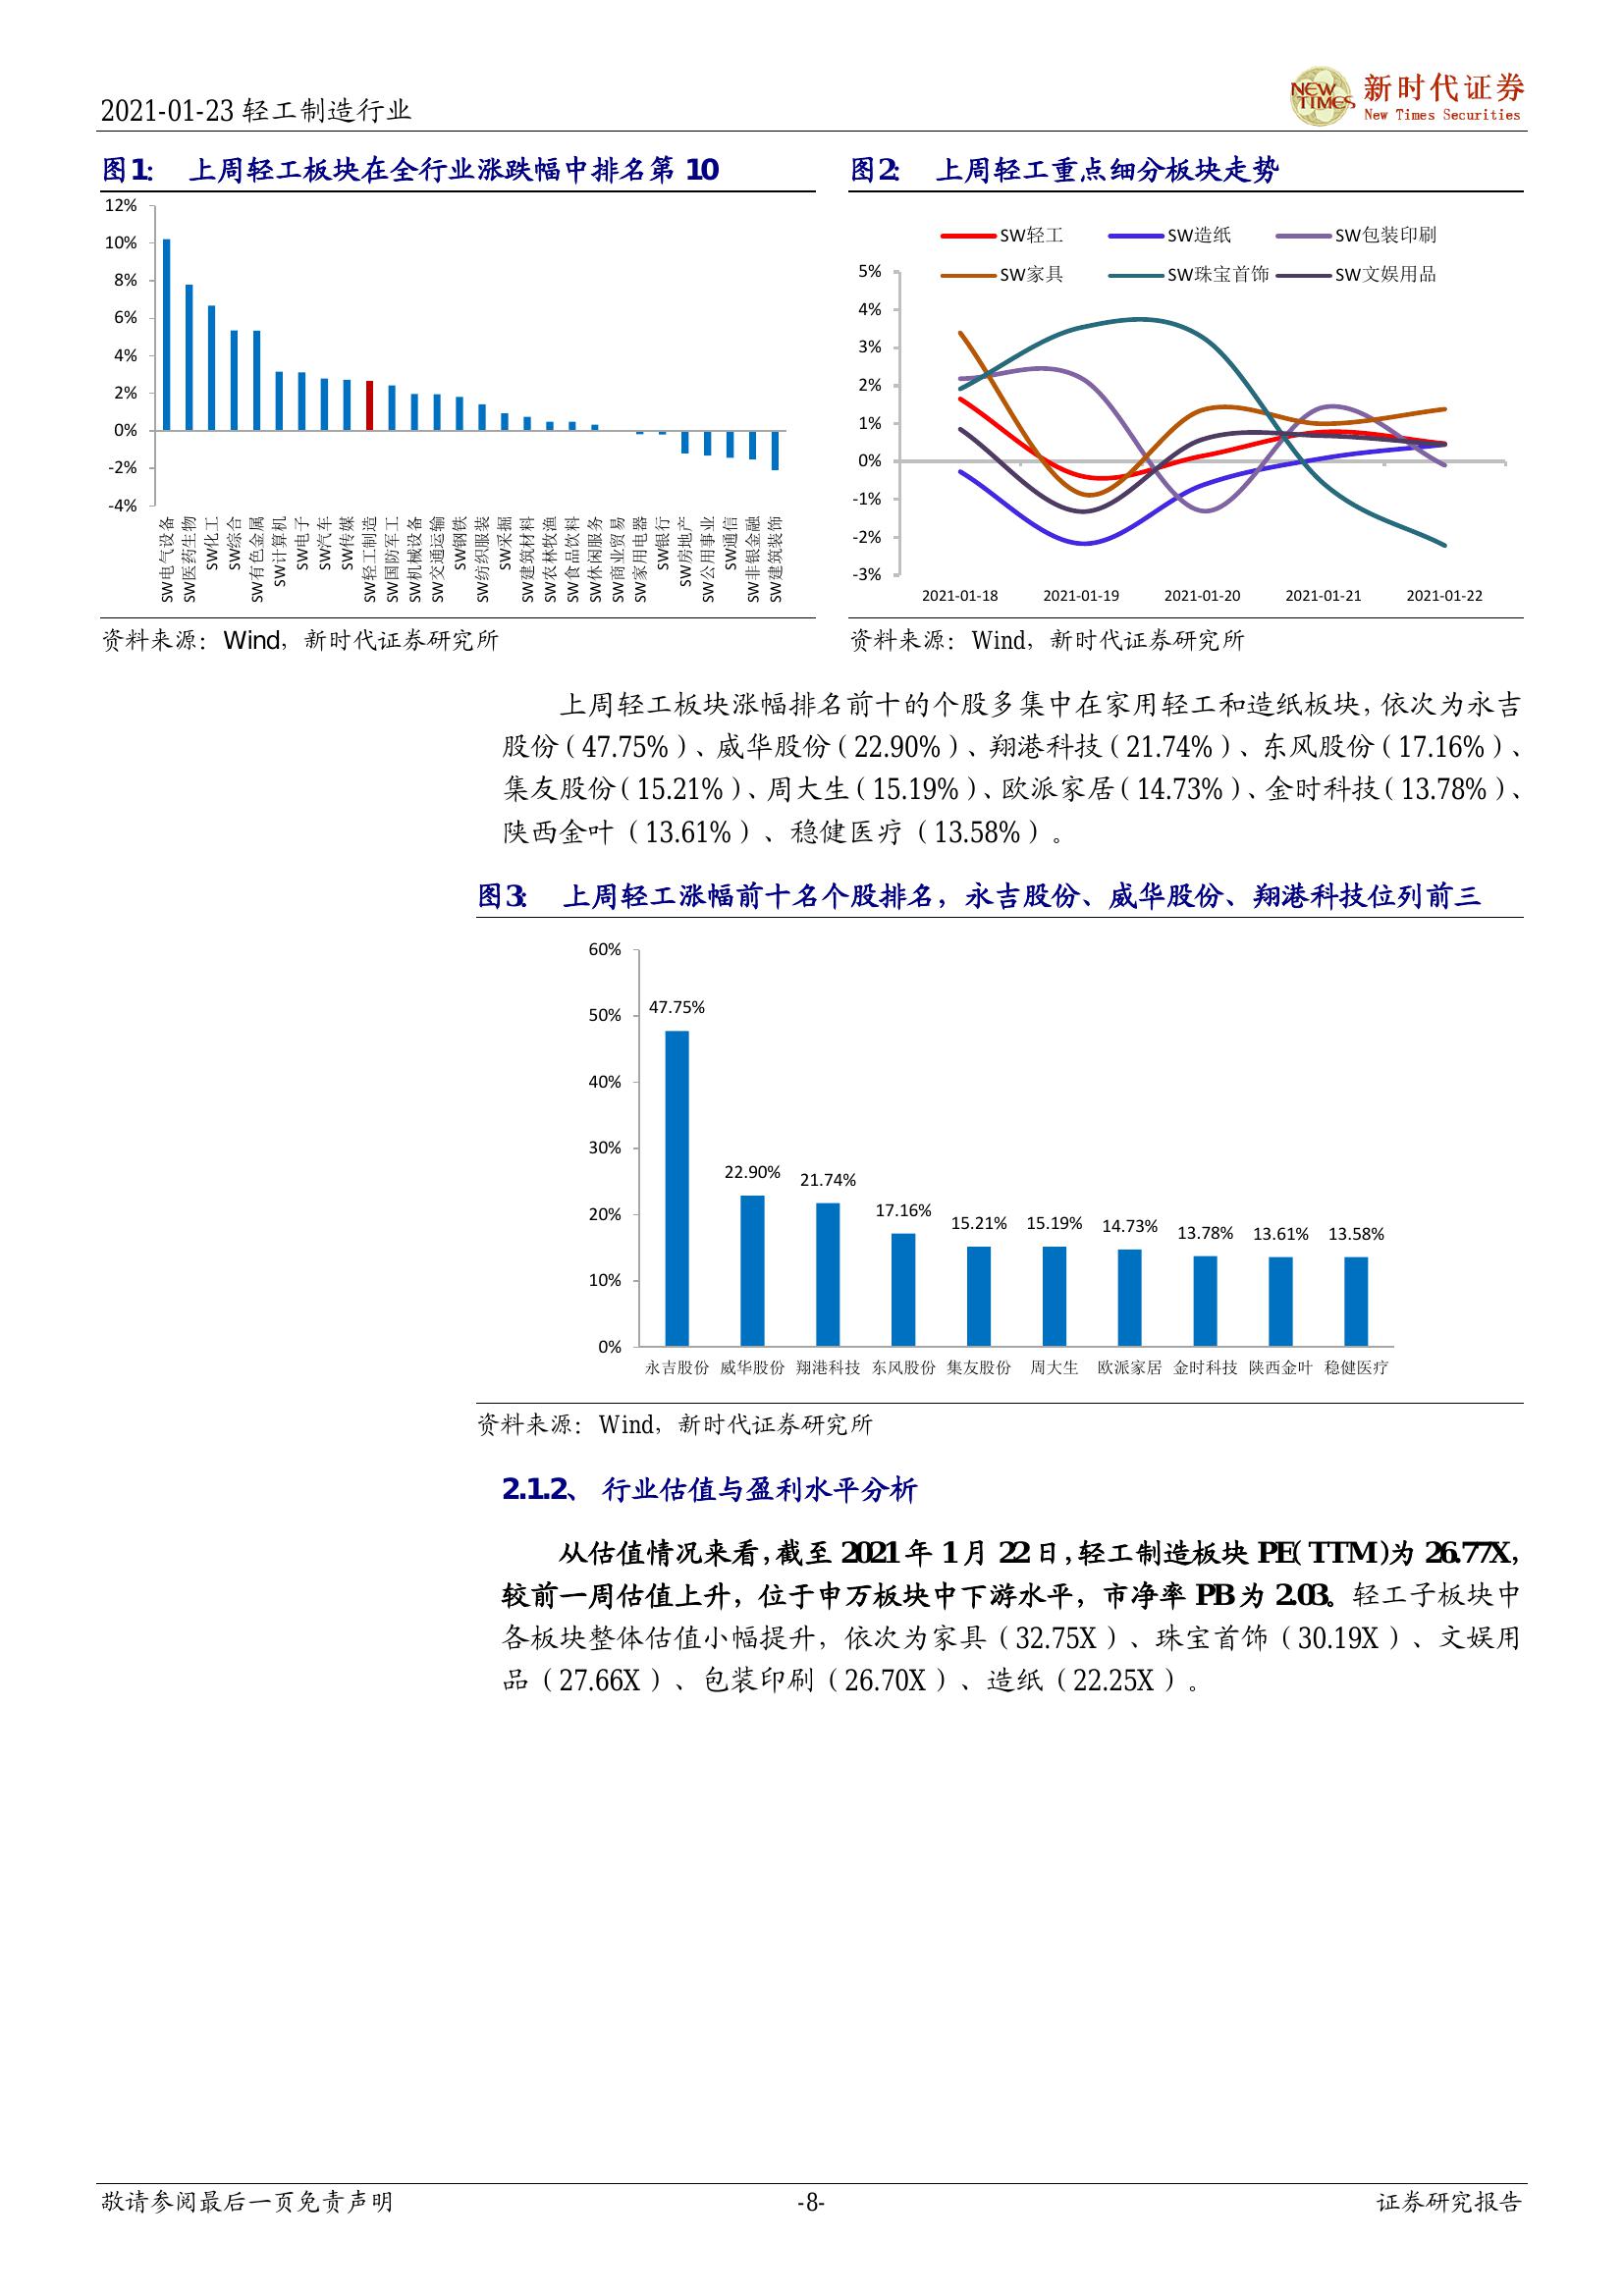 2021-01-23 轻工制造行业
NEW TIMES
新时代证券
New Times Securities
图1: 上周轻工板块在全行业涨跌幅中排名第 10
12%
10%
8%
6%
4%
2%
0%
-2%
-4%
SW电气设备
SW医药生物
SW化工
SW综合
SW有色金属
SW计算机
SW电子
SW汽车
SW传媒
SW轻工制造
SW国防军工
SW机械设备
SW交通运输
SW钢铁
SW纺织服装
SW采掘
SW建筑材料
SW农林牧渔
SW食品饮料
SW休闲服务
SW商业贸易
SW家用电器
SW银行
SW房地产
SW公用事业
SW通信
SW非银金融
SW建筑装饰
资料来源：Wind，新时代证券研究所
图2: 上周轻工重点细分板块走势
SW轻工 SW造纸 SW包装印刷
SW家具 SW珠宝首饰 SW文娱用品
5%
4%
3%
2%
1%
0%
-1%
-2%
-3%
2021-01-18 2021-01-19 2021-01-20 2021-01-21 2021-01-22
资料来源：Wind，新时代证券研究所
上周轻工板块涨幅排名前十的个股多集中在家用轻工和造纸板块，依次为永吉
股份（47.75%）、威华股份（22.90%）、翔港科技（21.74%）、东风股份（17.16%）、
集友股份（15.21%）、周大生（15.19%）、欧派家居（14.73%）、金时科技（13.78%）、
陕西金叶（13.61%）、稳健医疗（13.58%）。
图3: 上周轻工涨幅前十名个股排名，永吉股份、威华股份、翔港科技位列前三
60%
50%
40%
30%
20%
10%
0%
47.75% 22.90% 21.74% 17.16% 15.21% 15.19% 14.73% 13.78% 13.61% 13.58%
永吉股份 威华股份 翔港科技 东风股份 集友股份 周大生 欧派家居 金时科技 陕西金叶 稳健医疗
资料来源：Wind，新时代证券研究所
2.1.2、 行业估值与盈利水平分析
从估值情况来看，截至 2021 年 1 月 22 日，轻工制造板块 PE（TTM）为 26.77X，
较前一周估值上升，位于申万板块中下游水平，市净率 PB 为 2.03。轻工子板块中
各板块整体估值小幅提升，依次为家具（32.75X）、珠宝首饰（30.19X）、文娱用
品（27.66X）、包装印刷（26.70X）、造纸（22.25X）。
敬请参阅最后一页免责声明 -8- 证券研究报告